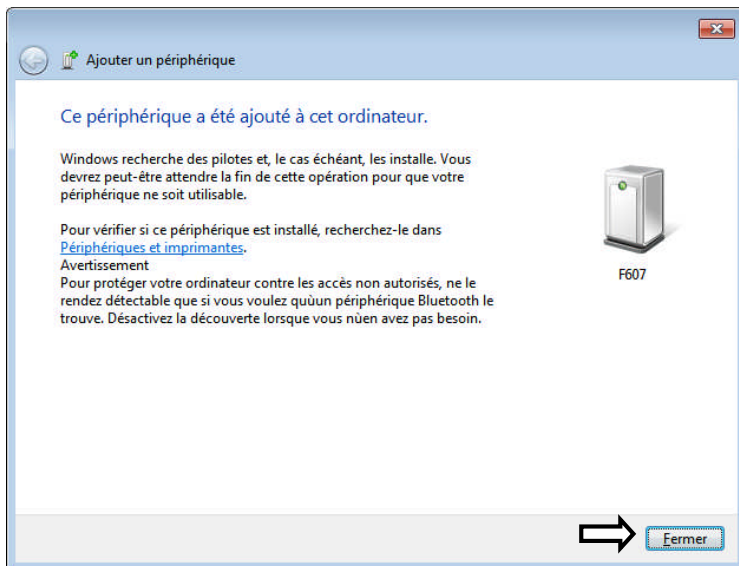 Ajouter un périphérique
Ce périphérique a été ajouté à cet ordinateur.
Windows recherche des pilotes et, le cas échéant, les installe. Vous
devrez peut-être attendre la fin de cette opération pour que votre
périphérique ne soit utilisable.
Pour vérifier si ce périphérique est installé, recherchez-le dans
Périphériques et imprimantes.
Avertissement
Pour protéger votre ordinateur contre les accès non autorisés, ne le
rendez détectable que si vous voulez quùun périphérique Bluetooth le
trouve. Désactivez la découverte lorsque vous nùen avez pas besoin.
F607
Fermer